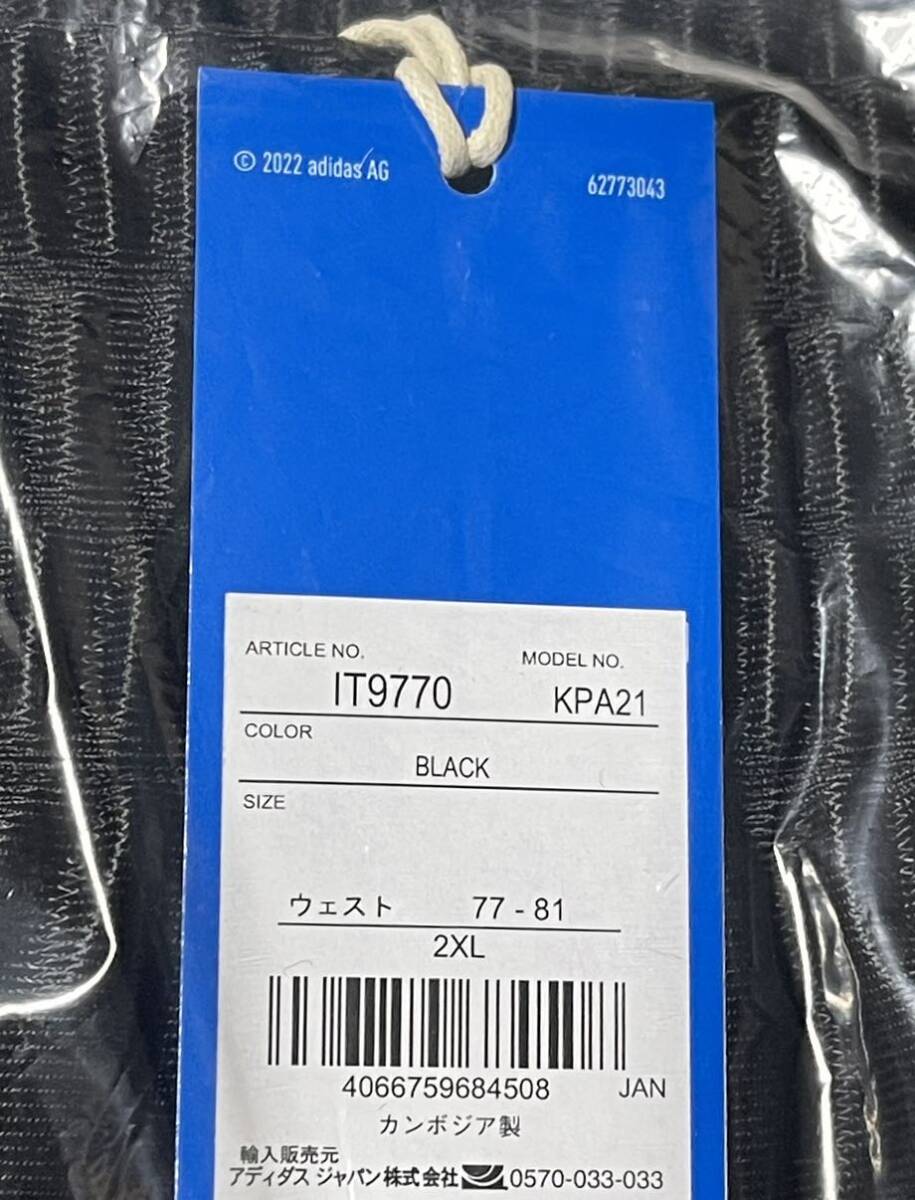 © 2022 adidas AG
62773043
ARTICLE NO. MODEL NO.
IT9770 KPA21
COLOR
BLACK
SIZE
ウェスト 77 - 81
2XL
4066759684508 JAN
カンボジア製
輸入販売元
アディダス ジャパン株式会社 0570-033-033